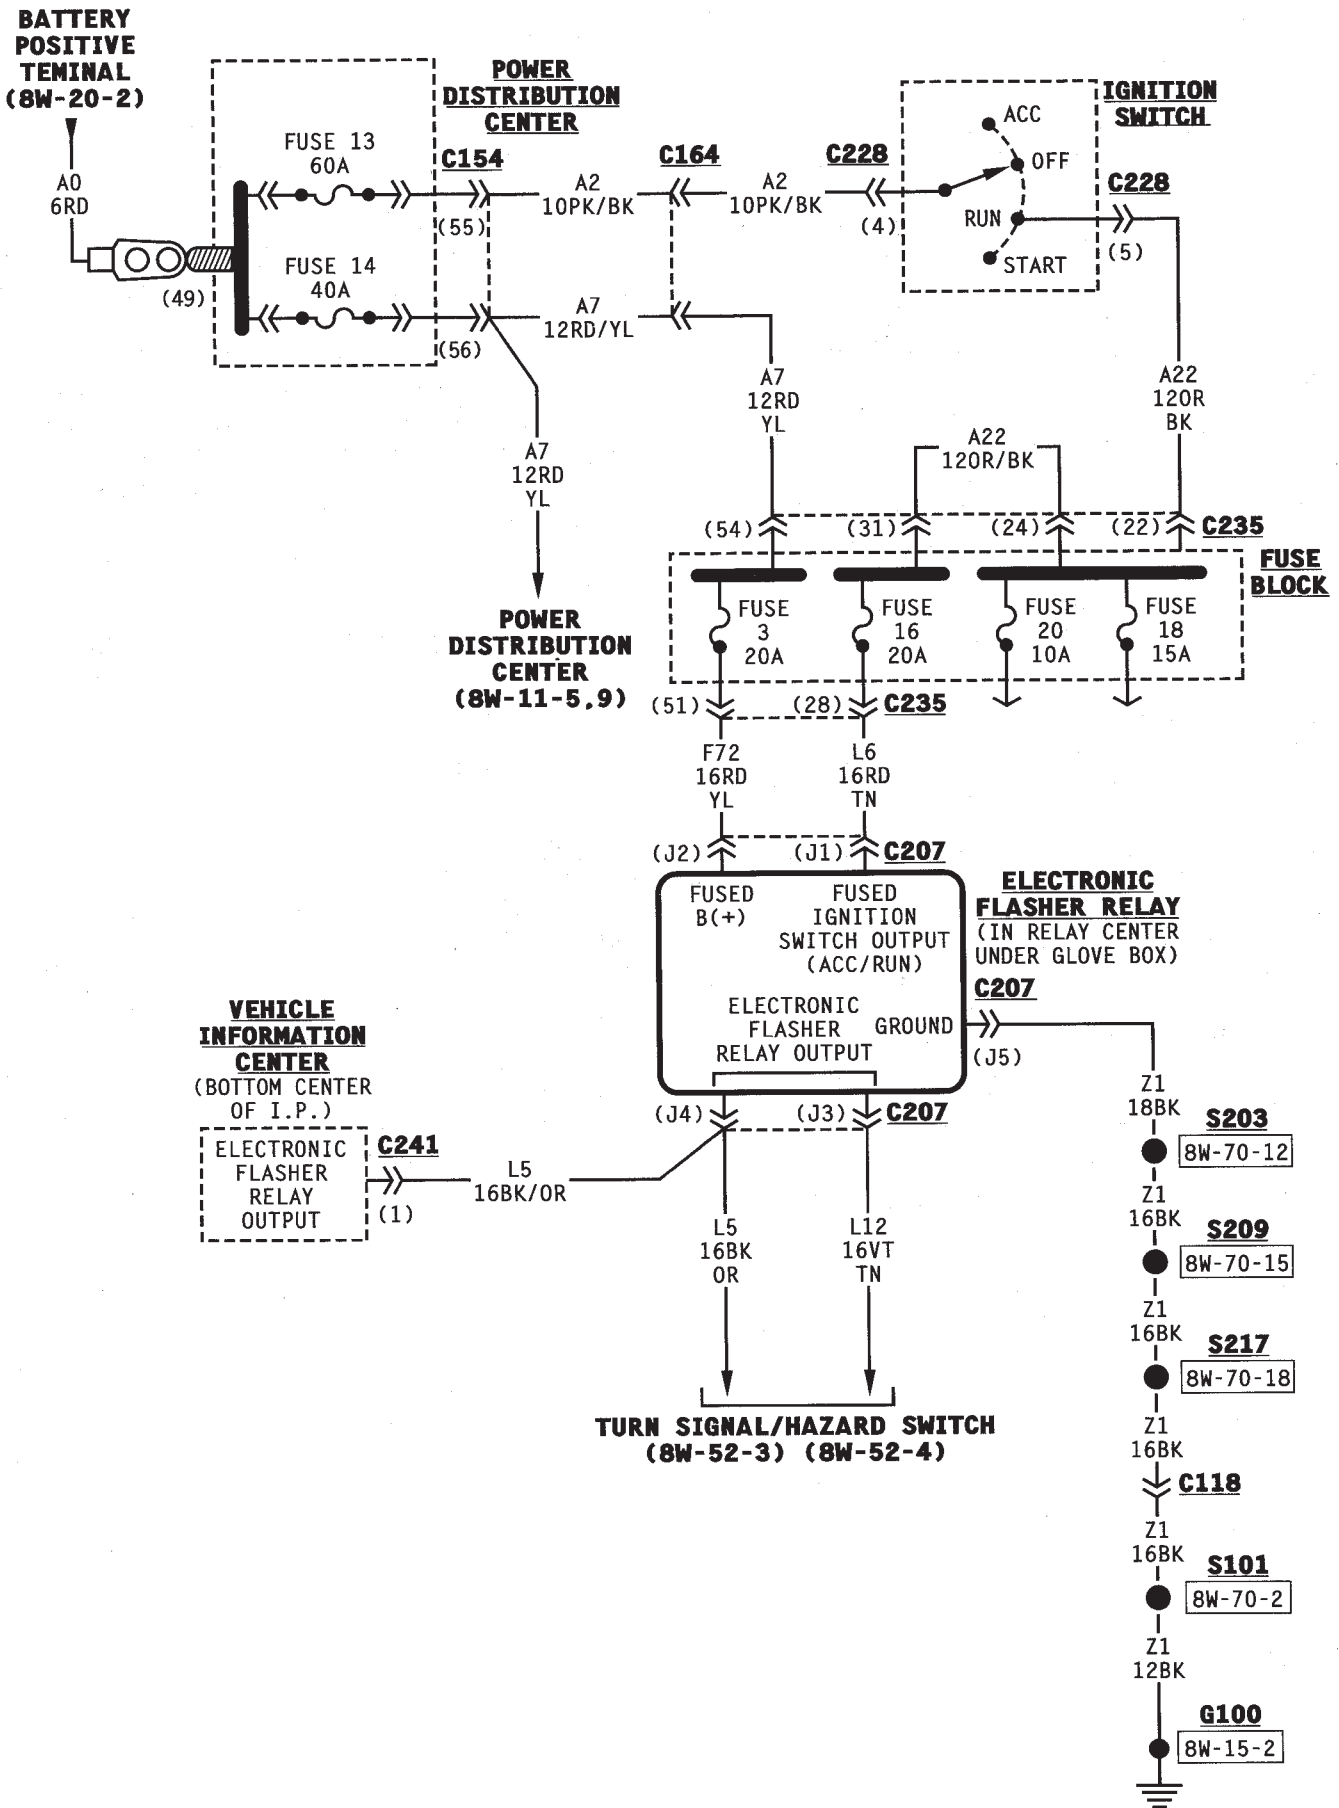 BATTERY
POSITIVE
TEMINAL
(8W-20-2)
A0
6RD
(49)
FUSE 13
60A
FUSE 14
40A
POWER
DISTRIBUTION
CENTER
C154
(55)
(56)
A2
10PK/BK
C164
A2
10PK/BK
C228
(4)
IGNITION
SWITCH
ACC
OFF
RUN
START
C228
(5)
A7
12RD/YL
A7
12RD
YL
POWER
DISTRIBUTION
CENTER
(8W-11-5,9)
A7
12RD
YL
A22
12OR/BK
A22
12OR
BK
(54)
(31)
(24)
(22)
C235
FUSE
BLOCK
FUSE
3
20A
FUSE
16
20A
FUSE
20
10A
FUSE
18
15A
(51)
(28)
C235
F72
16RD
YL
L6
16RD
TN
(J2)
(J1)
C207
FUSED
B(+)
FUSED
IGNITION
SWITCH OUTPUT
(ACC/RUN)
ELECTRONIC
FLASHER RELAY
(IN RELAY CENTER
UNDER GLOVE BOX)
ELECTRONIC
FLASHER
RELAY OUTPUT
GROUND
C207
(J5)
VEHICLE
INFORMATION
CENTER
(BOTTOM CENTER
OF I.P.)
ELECTRONIC
FLASHER
RELAY
OUTPUT
C241
(1)
L5
16BK/OR
(J4)
(J3)
C207
L5
16BK
OR
L12
16VT
TN
TURN SIGNAL/HAZARD SWITCH
(8W-52-3) (8W-52-4)
Z1
18BK
S203
8W-70-12
Z1
16BK
S209
8W-70-15
Z1
16BK
S217
8W-70-18
Z1
16BK
C118
Z1
16BK
S101
8W-70-2
Z1
12BK
G100
8W-15-2